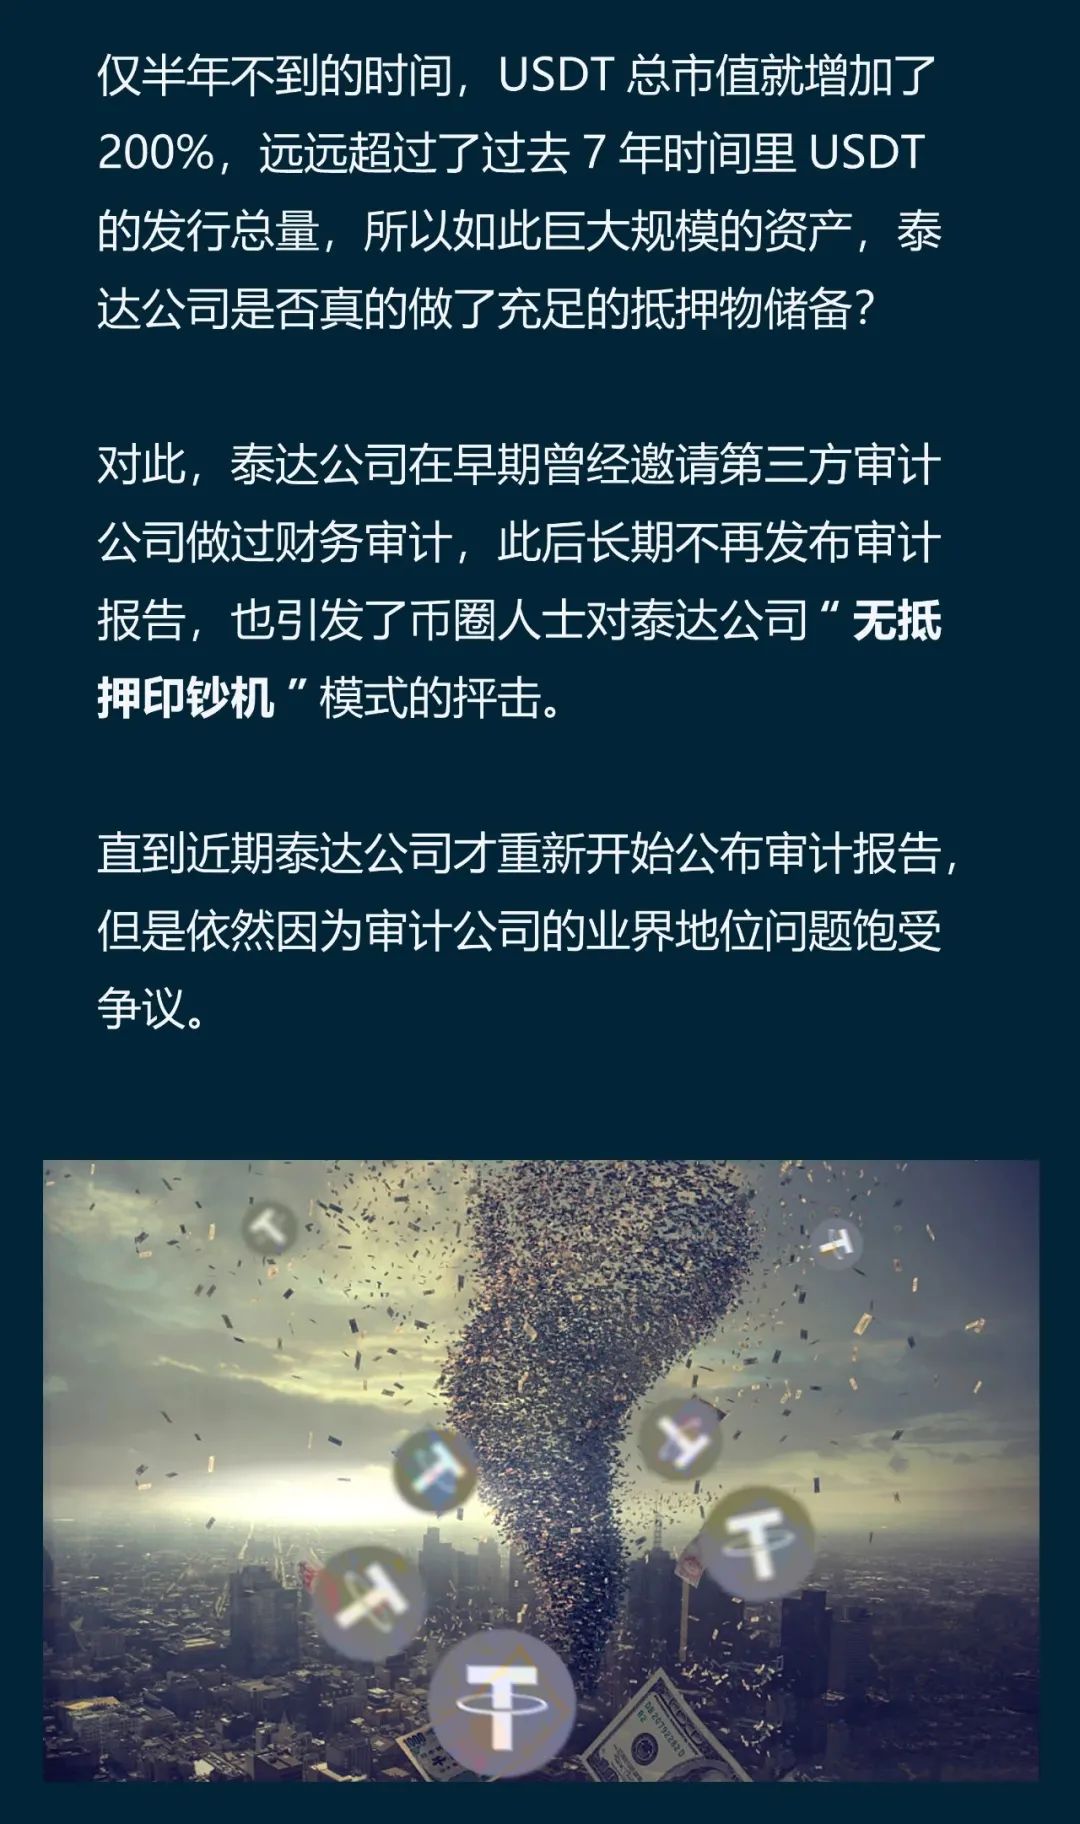 仅半年不到的时间，USDT 总市值就增加了
200%，远远超过了过去 7 年时间里 USDT
的发行总量，所以如此巨大规模的资产，泰
达公司是否真的做了充足的抵押物储备？
对此，泰达公司在早期曾经邀请第三方审计
公司做过财务审计，此后长期不再发布审计
报告，也引发了币圈人士对泰达公司“无抵
押印钞机”模式的抨击。
直到近期泰达公司才重新开始公布审计报告，
但是依然因为审计公司的业界地位问题饱受
争议。